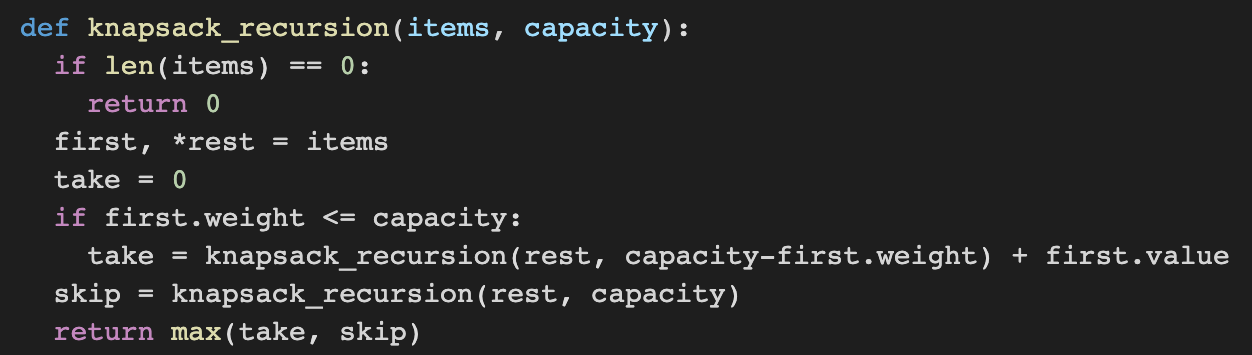 def knapsack_recursion(items, capacity):
  if len(items) == 0:
    return 0
  first, *rest = items
  take = 0
  if first.weight <= capacity:
    take = knapsack_recursion(rest, capacity-first.weight) + first.value
  skip = knapsack_recursion(rest, capacity)
  return max(take, skip)